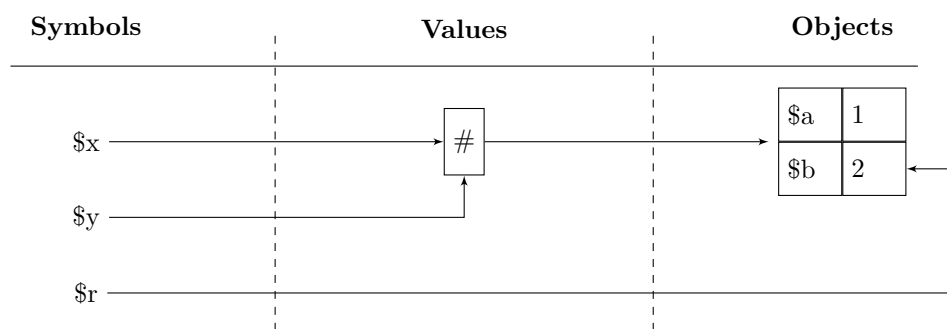 Symbols Values Objects
$a 1
$x # 
$b 2
$y
$r